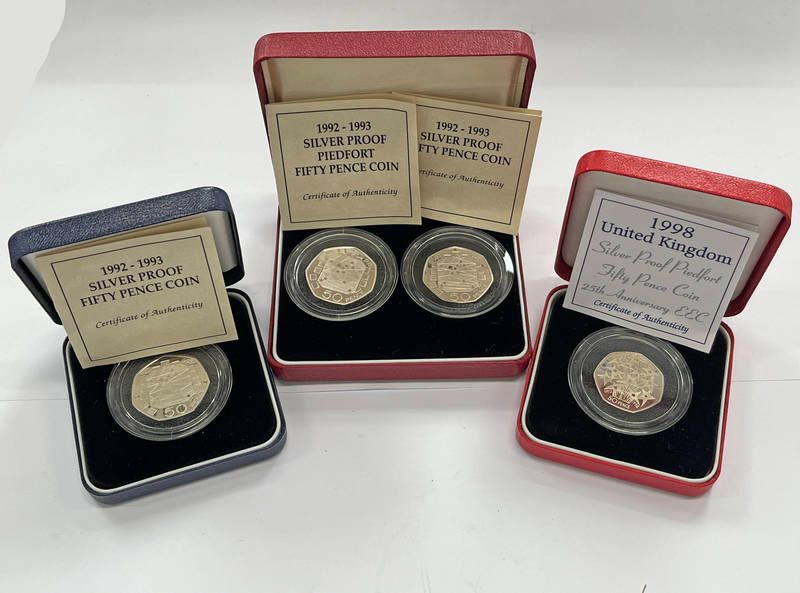 1992 - 1993
SILVER PROOF
FIFTY PENCE COIN
Certificate of Authenticity
50
1992 - 1993
SILVER PROOF
PIEDFORT
FIFTY PENCE COIN
Certificate of Authenticity
1992 - 1993
SILVER PROOF
FIFTY PENCE COIN
Certificate of Authenticity
50
50
1998
United Kingdom
Silver Proof Piedfort
Fifty Pence Coin
25th Anniversary EEC
Certificate of Authenticity